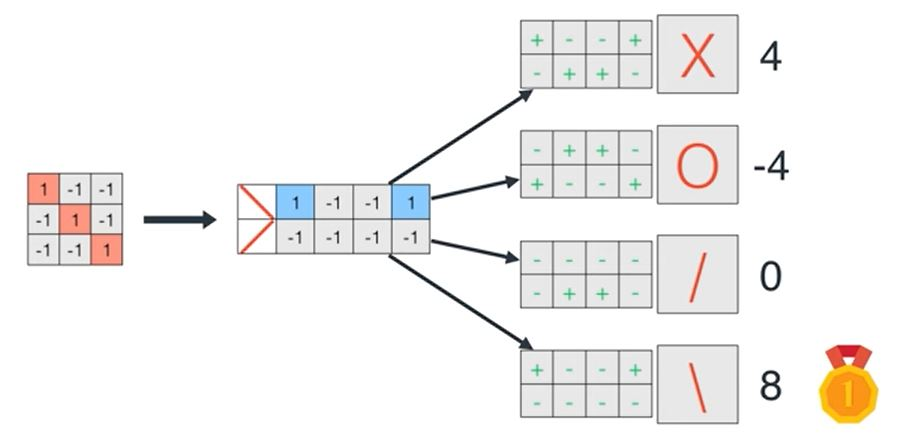 + - - + X 4
- + + -
- + + - O -4
+ - - +
1 -1 -1
-1 1 -1
-1 -1 1
\ 1 -1 -1 1
/ -1 -1 -1 -1
- - - - / 0
- + + -
+ - - + \ 8
- - - -
1